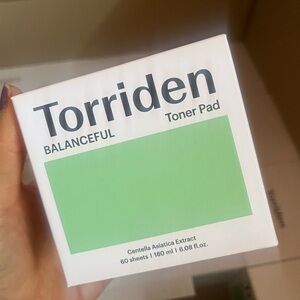 Torriden
BALANCEFUL
Toner Pad
Centella Asiatica Extract
60 sheets I 180 ml I 6.08 fl.oz.